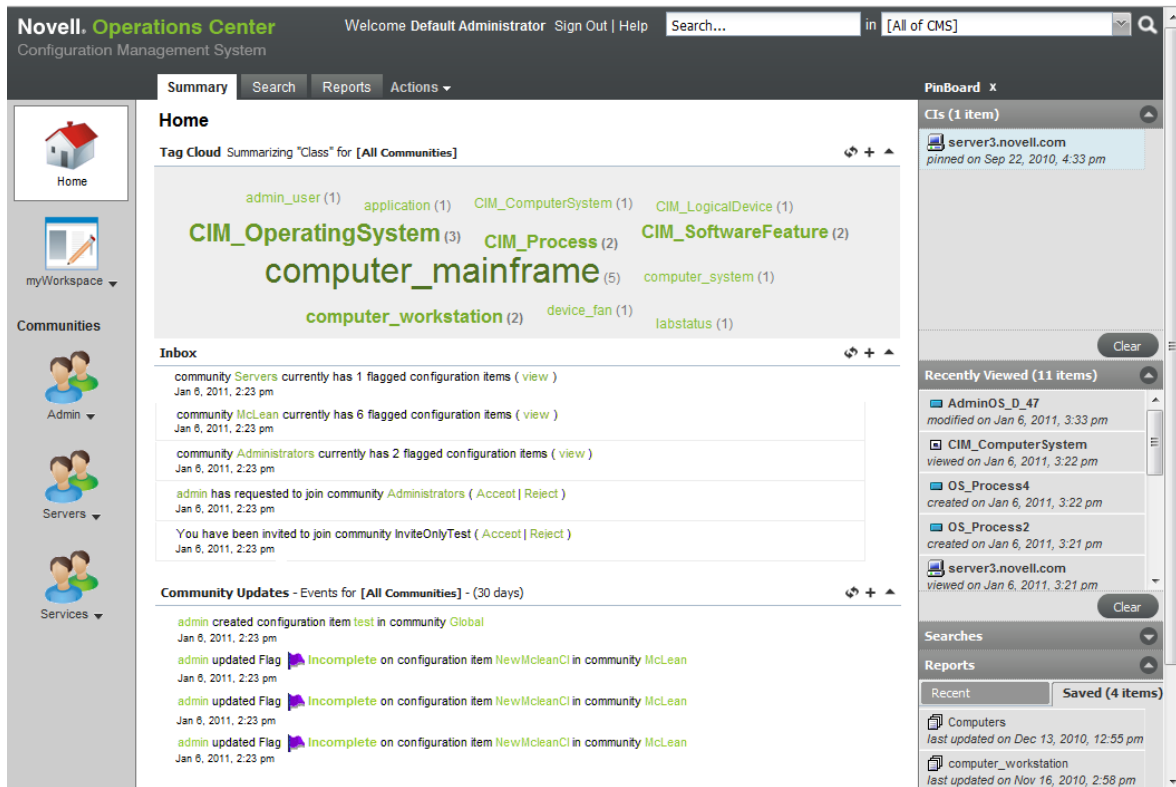 Novell. Operations Center
Configuration Management System
Welcome Default Administrator Sign Out | Help
Search...
in [All of CMS]
Summary
Search
Reports
Actions
Home
myWorkspace
Communities
Admin
Servers
Services
Home
Tag Cloud Summarizing "Class" for [All Communities]
admin_user (1)
application (1)
CIM_ComputerSystem (1)
CIM_LogicalDevice (1)
CIM_OperatingSystem (3)
CIM_Process (2)
CIM_SoftwareFeature (2)
computer_mainframe (5)
computer_system (1)
computer_workstation (2)
device_fan (1)
labstatus (1)
Inbox
community Servers currently has 1 flagged configuration items ( view )
Jan 6, 2011, 2:23 pm
community McLean currently has 6 flagged configuration items ( view )
Jan 6, 2011, 2:23 pm
community Administrators currently has 2 flagged configuration items ( view )
Jan 6, 2011, 2:23 pm
admin has requested to join community Administrators ( Accept | Reject )
Jan 6, 2011, 2:23 pm
You have been invited to join community InviteOnlyTest ( Accept | Reject )
Jan 6, 2011, 2:23 pm
Community Updates - Events for [All Communities] - (30 days)
admin created configuration item test in community Global
Jan 6, 2011, 2:23 pm
admin updated Flag Incomplete on configuration item NewMcleanCI in community McLean
Jan 6, 2011, 2:23 pm
admin updated Flag Incomplete on configuration item NewMcleanCI in community McLean
Jan 6, 2011, 2:23 pm
admin updated Flag Incomplete on configuration item NewMcleanCI in community McLean
Jan 6, 2011, 2:23 pm
PinBoard X
CIs (1 item)
server3.novell.com
pinned on Sep 22, 2010, 4:33 pm
Clear
Recently Viewed (11 items)
AdminOS_D_47
modified on Jan 6, 2011, 3:33 pm
CIM_ComputerSystem
viewed on Jan 6, 2011, 3:22 pm
OS_Process4
created on Jan 6, 2011, 3:22 pm
OS_Process2
created on Jan 6, 2011, 3:21 pm
server3.novell.com
viewed on Jan 6, 2011, 3:21 pm
Clear
Searches
Reports
Recent
Saved (4 items)
Computers
last updated on Dec 13, 2010, 12:55 pm
computer_workstation
last updated on Nov 16, 2010, 2:58 pm